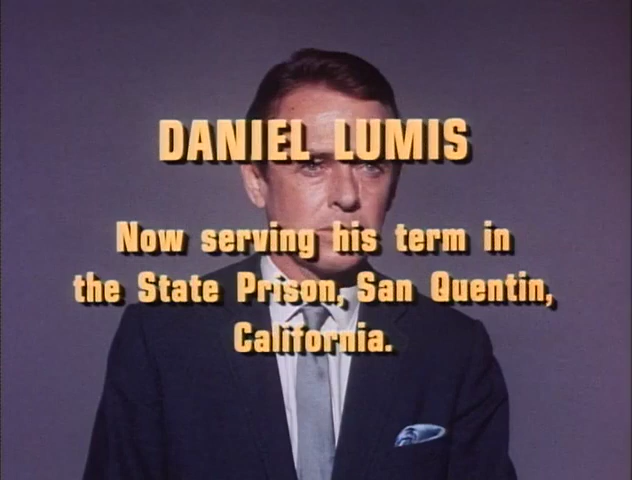 DANIEL LUMIS
Now serving his term in
the State Prison, San Quentin,
California.